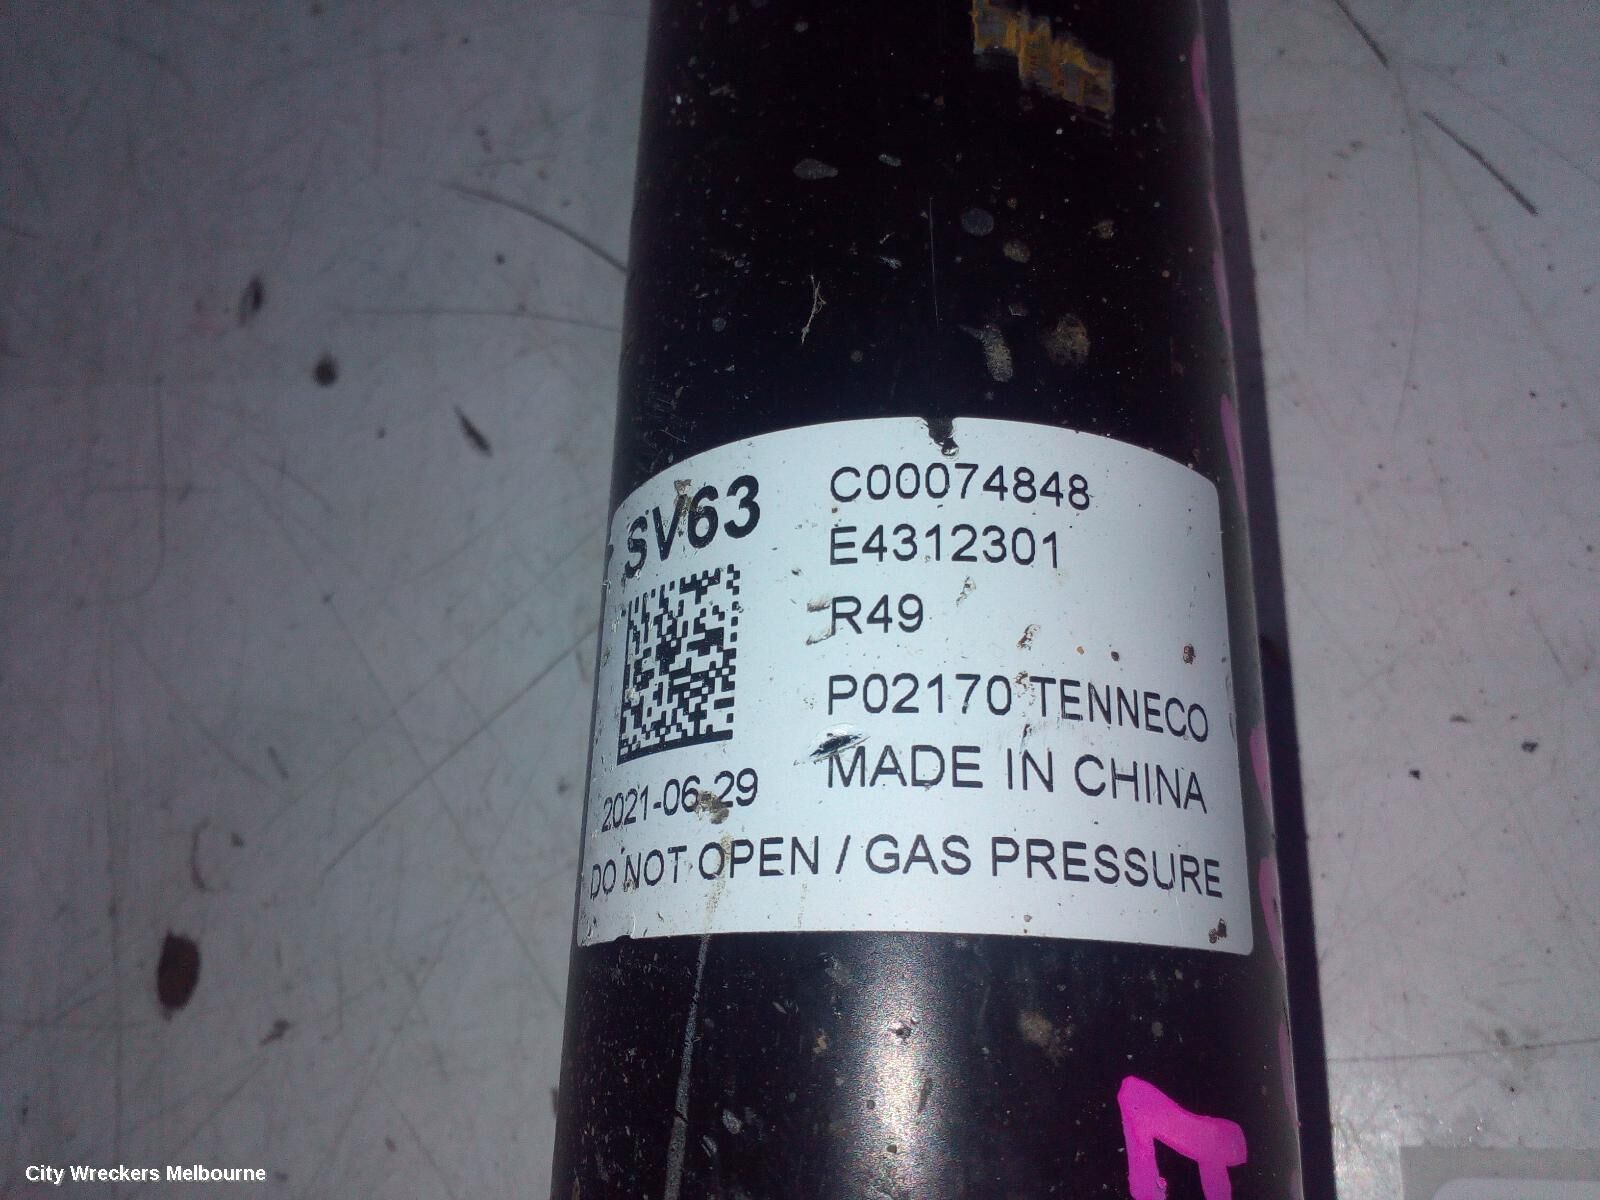 SV63
C00074848
E4312301
R49
P02170 TENNECO
MADE IN CHINA
2021-06-29
DO NOT OPEN / GAS PRESSURE
City Wreckers Melbourne